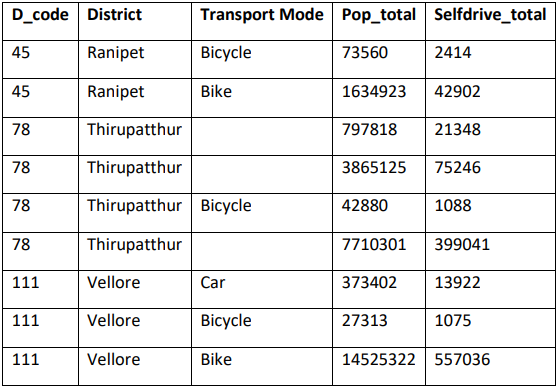 D_code District Transport Mode Pop_total Selfdrive_total
45 Ranipet Bicycle 73560 2414
45 Ranipet Bike 1634923 42902
78 Thirupatthur 797818 21348
78 Thirupatthur 3865125 75246
78 Thirupatthur Bicycle 42880 1088
78 Thirupatthur 7710301 399041
111 Vellore Car 373402 13922
111 Vellore Bicycle 27313 1075
111 Vellore Bike 14525322 557036